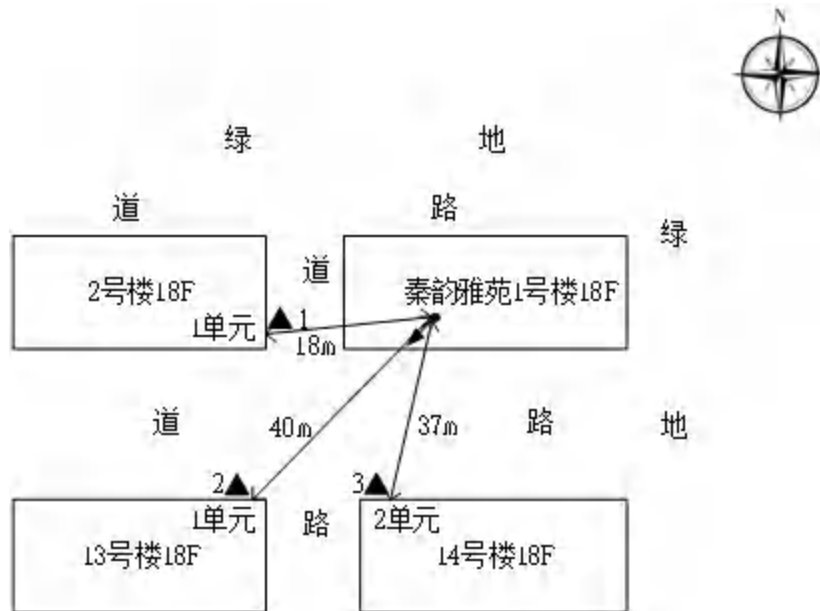 N
绿 地
道 路
绿
道
2号楼18F
秦韵雅苑1号楼18F
1单元
1
18m
道
40m
37m
路
地
2
3
1单元
路
2单元
13号楼18F
14号楼18F